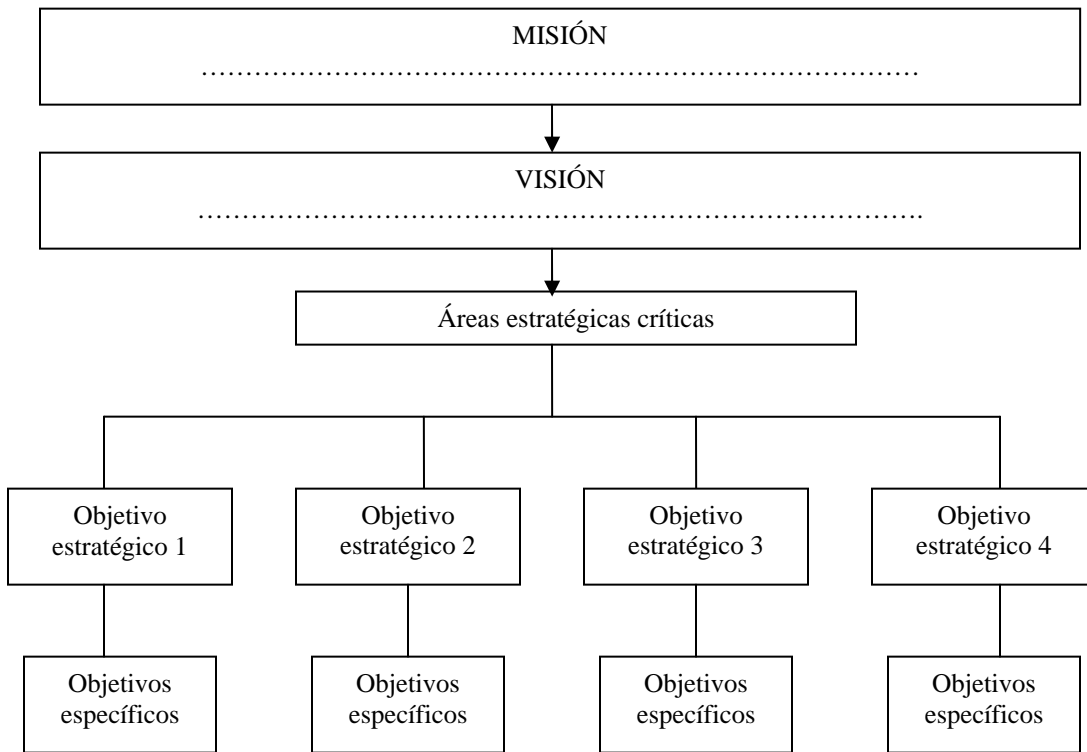 MISIÓN
………………………………………………………………………
VISIÓN
……………………………………………………………………….
Áreas estratégicas críticas
Objetivo
estratégico 1
Objetivo
estratégico 2
Objetivo
estratégico 3
Objetivo
estratégico 4
Objetivos
específicos
Objetivos
específicos
Objetivos
específicos
Objetivos
específicos